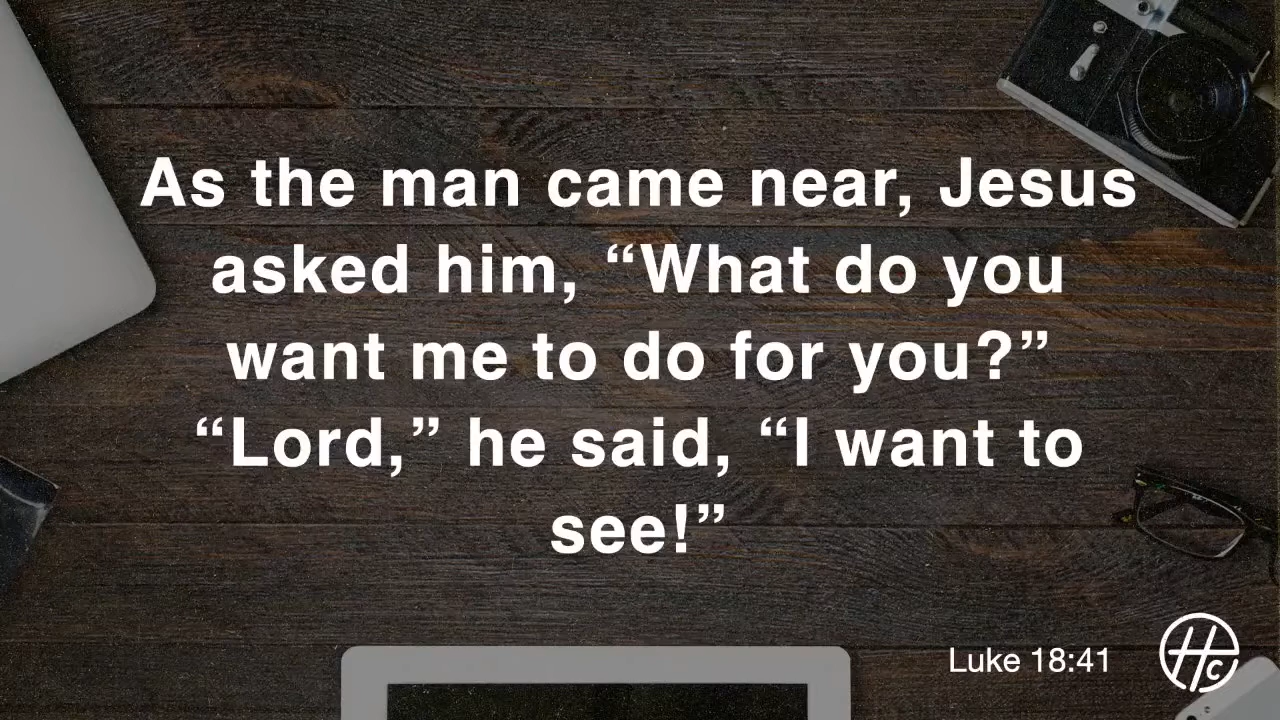 As the man came near, Jesus
asked him, “What do you
want me to do for you?”
“Lord,” he said, “I want to
see!”
Luke 18:41
Hc